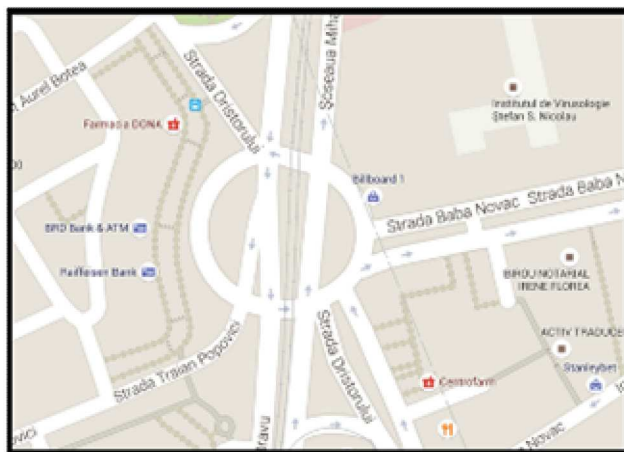 Aurel Botea
Strada Dristorului
Șoseaua Miha
Farmacia DONA
Institutul de Virusologie
Ștefan S. Nicolau
Billboard 1
Strada Baba Novac
Strada Baba N
BRD Bank & ATM
Raiffeisen Bank
BIROU NOTARIAL
IRENE FLOREA
ACTIV TRADUCE
Stanleybet
Strada Traian Popovici
Strada Dristorului
Centrofarm
ovici
Novac